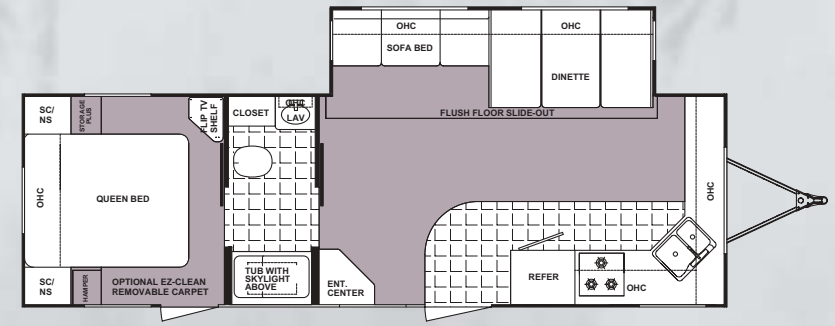 OHC
OHC
SOFA BED
DINETTE
FLUSH FLOOR SLIDE-OUT
SC/
NS
STORAGE
PLUS
FLIP TV
SHELF
CLOSET
OHC
LAV
OHC
QUEEN BED
OHC
SC/
NS
HAMPER
OPTIONAL EZ-CLEAN
REMOVABLE CARPET
TUB WITH
SKYLIGHT
ABOVE
ENT.
CENTER
REFER
OHC